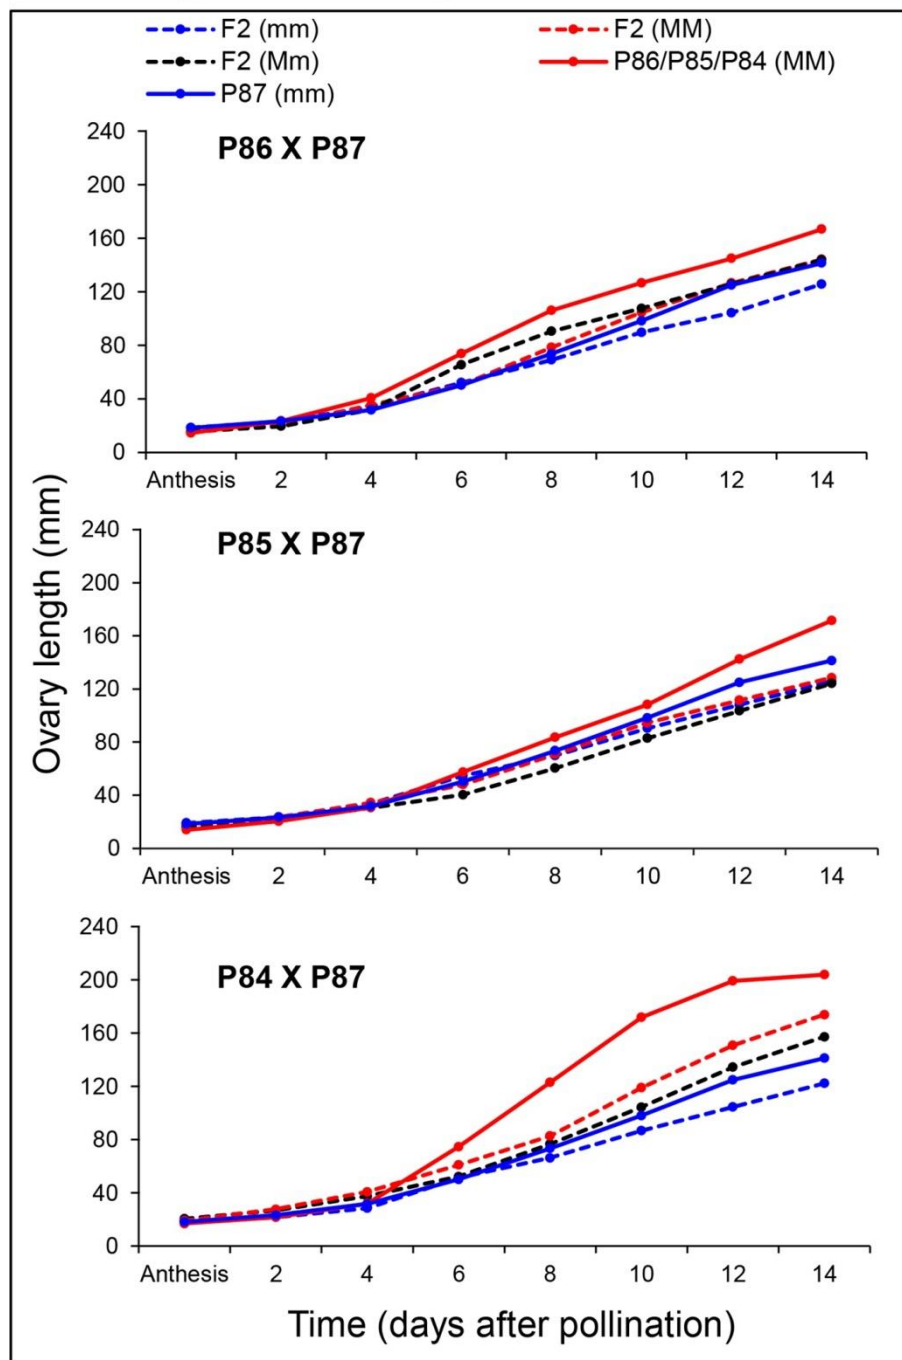 F2 (mm) F2 (MM)
F2 (Mm) P86/P85/P84 (MM)
P87 (mm)
P86 X P87
240
200
160
120
80
40
0
Anthesis 2 4 6 8 10 12 14
Ovary length (mm)
P85 X P87
240
200
160
120
80
40
0
Anthesis 2 4 6 8 10 12 14
P84 X P87
240
200
160
120
80
40
0
Anthesis 2 4 6 8 10 12 14
Time (days after pollination)